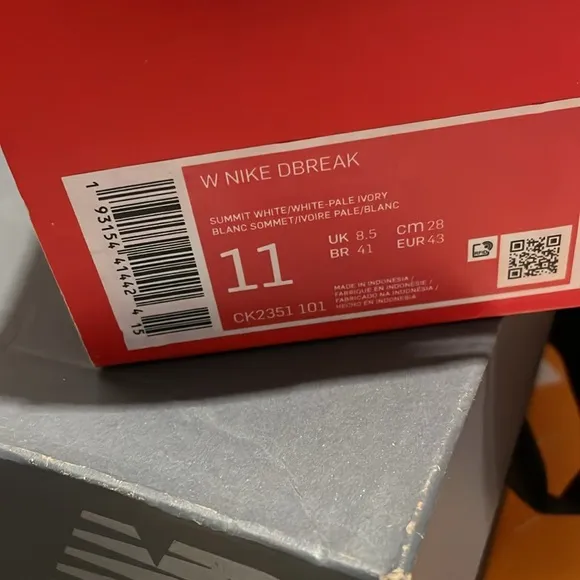 W NIKE DBREAK
SUMMIT WHITE/WHITE-PALE IVORY
BLANC SOMMET/IVOIRE PALE/BLANC
11
UK 8.5
cm 28
BR 41
EUR 43
CK2351 101
MADE IN INDONESIA /
FABRIQUE EN INDONESIE /
FABRICADO NA INDONÉSIA /
HECHO EN INDONESIA
1 93154 41442 4 15